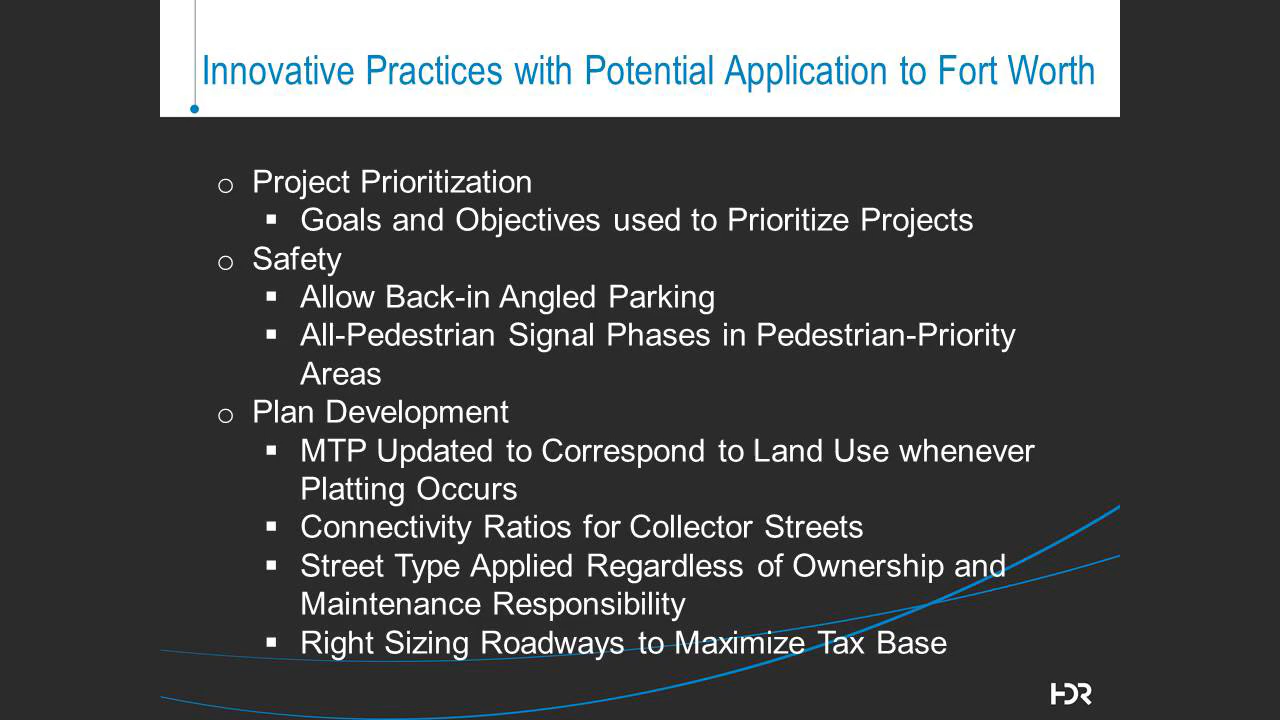 Innovative Practices with Potential Application to Fort Worth
o Project Prioritization
▪ Goals and Objectives used to Prioritize Projects
o Safety
▪ Allow Back-in Angled Parking
▪ All-Pedestrian Signal Phases in Pedestrian-Priority
Areas
o Plan Development
▪ MTP Updated to Correspond to Land Use whenever
Platting Occurs
▪ Connectivity Ratios for Collector Streets
▪ Street Type Applied Regardless of Ownership and
Maintenance Responsibility
▪ Right Sizing Roadways to Maximize Tax Base
HDR